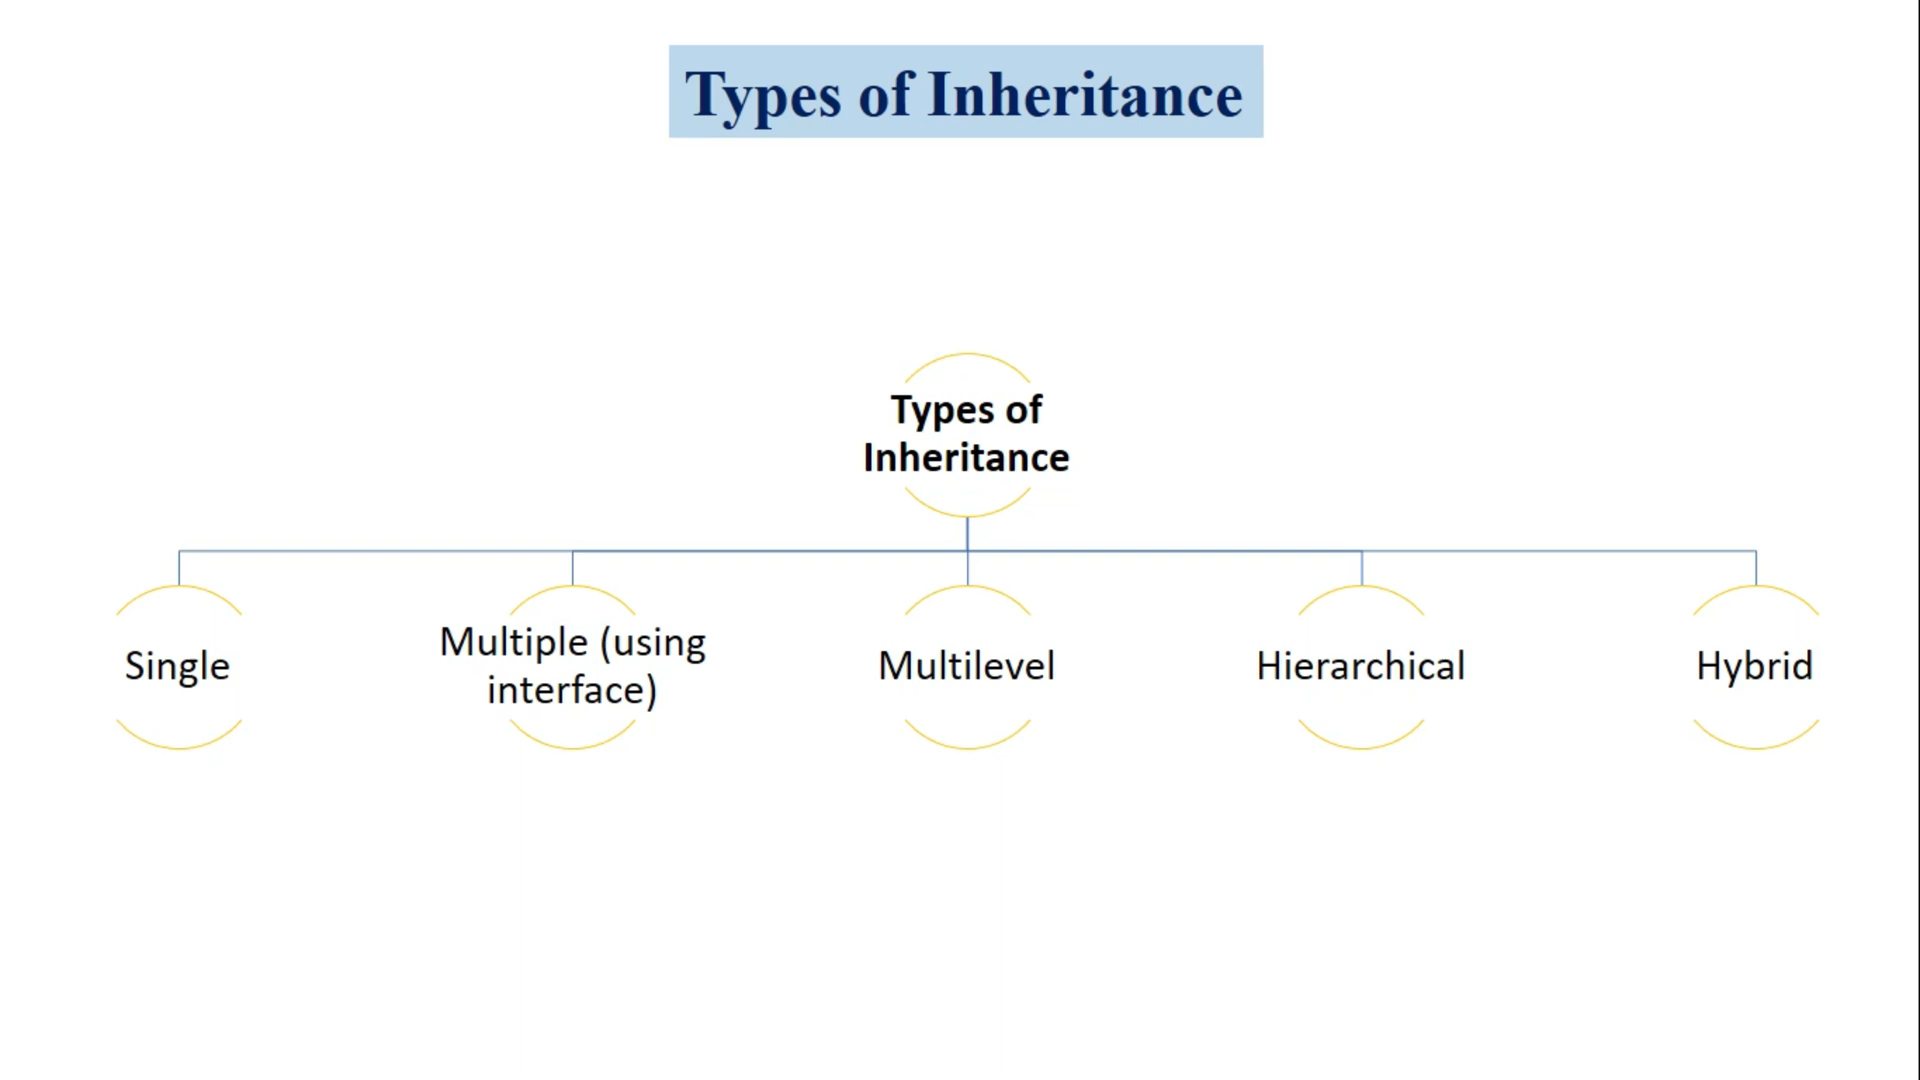 Types of Inheritance
Types of
Inheritance
Single
Multiple (using
interface)
Multilevel
Hierarchical
Hybrid